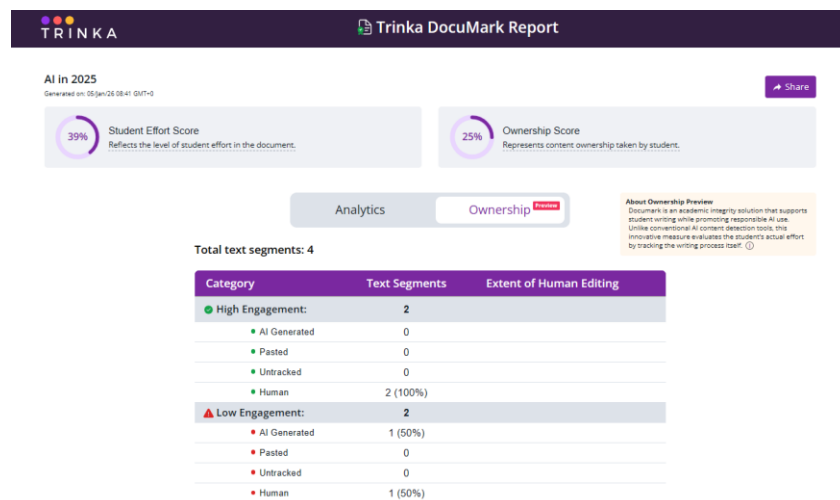 TRINKA
Trinka DocuMark Report
AI in 2025
Generated on: 05/Jan/26 08:41 GMT+0
Share
39%
Student Effort Score
Reflects the level of student effort in the document.
25%
Ownership Score
Represents content ownership taken by student.
Analytics
Ownership Preview
About Ownership Preview
Documark is an academic integrity solution that supports
student writing while promoting responsible AI use.
Unlike conventional AI content detection tools, this
innovative measure evaluates the student's actual effort
by tracking the writing process itself.
Total text segments: 4
Category Text Segments Extent of Human Editing
High Engagement: 2
AI Generated 0
Pasted 0
Untracked 0
Human 2 (100%)
Low Engagement: 2
AI Generated 1 (50%)
Pasted 0
Untracked 0
Human 1 (50%)